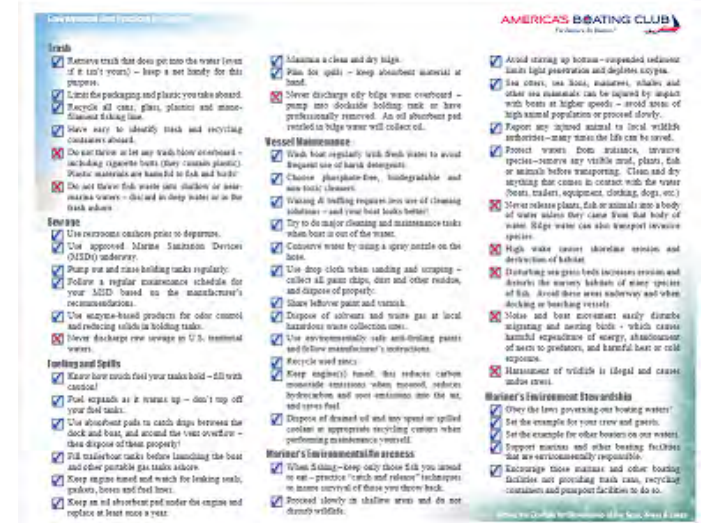 Environmental Best Practices for Boaters
AMERICA'S BOATING CLUB
For Boaters, By Boaters
Trash
Retrieve trash that does get into the water (even
if it isn't yours) – keep a net handy for this
purpose.
Limit the packaging and plastic you take aboard.
Recycle all cans, glass, plastics and mono-
filament fishing line.
Have easy to identify trash and recycling
containers aboard.
Do not throw or let any trash blow overboard –
including cigarette butts (they contain plastic).
Plastic materials are harmful to fish and birds
Do not throw fish waste into shallow or near-
marina waters – discard in deep water or in the
trash ashore
Sewage
Use restrooms onshore prior to departure.
Use approved Marine Sanitation Devices
(MSDs) underway.
Pump out and rinse holding tanks regularly.
Follow a regular maintenance schedule for
your MSD based on the manufacturer's
recommendations.
Use enzyme-based products for odor control
and reducing solids in holding tanks.
Never discharge raw sewage in U.S. territorial
waters.
Fueling and Spills
Know how much fuel your tanks hold – fill with
caution!
Fuel expands as it warms up – don't top off
your fuel tanks.
Use absorbent pads to catch drips between the
deck and boat, and around the vent overflow –
then dispose of them properly!
Fill trailerboat tanks before launching the boat
and other portable gas tanks ashore.
Keep engine tuned and watch for leaking seals,
gaskets, hoses and fuel lines.
Keep an oil absorbent pad under the engine and
replace at least once a year.
Maintain a clean and dry bilge.
Plan for spills – keep absorbent material at
hand.
Never discharge oily bilge water overboard –
pump into dockside holding tank or have
professionally removed. An oil absorbent pad
nestled in bilge water will collect oil.
Vessel Maintenance
Wash boat regularly with fresh water to avoid
frequent use of harsh detergents.
Choose phosphate-free, biodegradable and
non-toxic cleaners.
Waxing & buffing requires less use of cleaning
solutions – and your boat looks better!
Try to do major cleaning and maintenance tasks
when boat is out of the water.
Conserve water by using a spray nozzle on the
hose.
Use drop cloth when sanding and scraping –
collect all paint chips, dust and other residue,
and dispose of properly.
Share leftover paint and varnish.
Dispose of solvents and waste gas at local
hazardous waste collection sites.
Use environmentally safe anti-fouling paints
and follow manufacturer's instructions.
Recycle used zincs.
Keep engine(s) tuned, this reduces carbon
monoxide emissions when moored, reduces
hydrocarbon and soot emissions into the air,
and saves fuel.
Dispose of drained oil and any spent or spilled
coolant at appropriate recycling centers when
performing maintenance yourself.
Mariner's Environmental Awareness
When fishing – keep only those fish you intend
to eat – practice "catch and release" techniques
to insure survival of those you throw back.
Proceed slowly in shallow areas and do not
disturb wildlife.
Avoid stirring up bottom – suspended sediment
limits light penetration and depletes oxygen.
Sea otters, sea lions, manatees, whales and
other sea mammals can be injured by impact
with boats at higher speeds – avoid areas of
high animal population or proceed slowly.
Report any injured animal to local wildlife
authorities – many times the life can be saved.
Protect waters from nuisance, invasive
species – remove any visible mud, plants, fish
or animals before transporting. Clean and dry
anything that comes in contact with the water
(boats, trailers, equipment, clothing, dogs, etc.)
Never release plants, fish or animals into a body
of water unless they came from that body of
water. Bilge water can also transport invasive
species.
High wake causes shoreline erosion and
destruction of habitat.
Disturbing sea grass beds increases erosion and
disturbs the nursery habitats of many species
of fish. Avoid these areas underway and when
docking or beaching vessels.
Noise and boat movement easily disturbs
migrating and nesting birds - which causes
harmful expenditure of energy, abandonment
of nests to predators, and harmful heat or cold
exposure.
Harassment of wildlife is illegal and causes
undue stress.
Mariner's Environment Stewardship
Obey the laws governing our boating waters!
Set the example for your crew and guests.
Set the example for other boaters on our waters.
Support marinas and other boating facilities
that are environmentally responsible.
Encourage those marinas and other boating
facilities not providing trash cans, recycling
containers and pumpout facilities to do so.